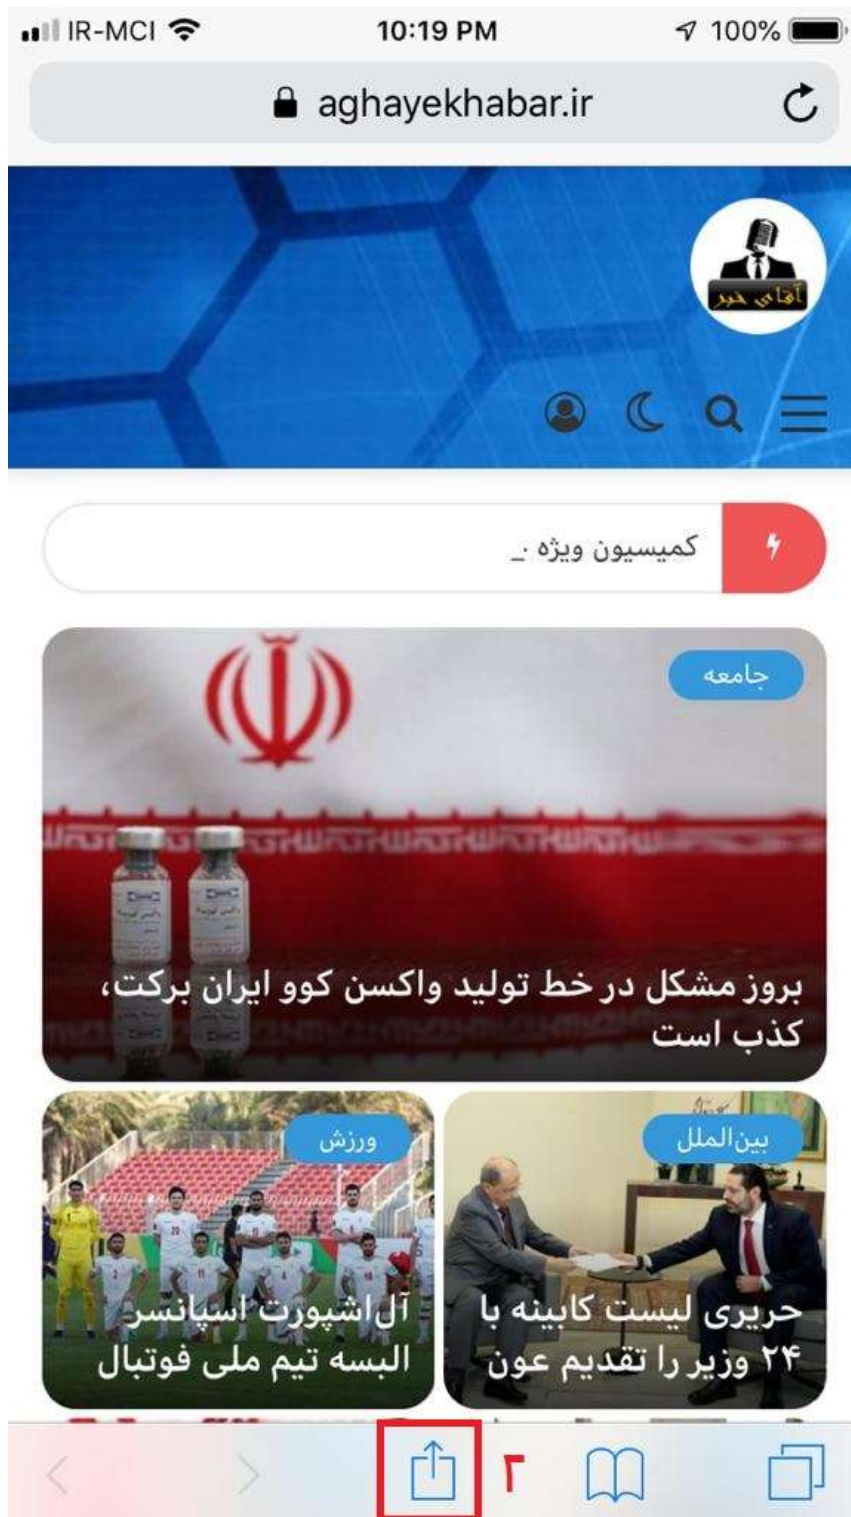 IR-MCI 10:19 PM 100%
aghayekhabar.ir
آقای خبر
کمیسیون ویژه ۰_
جامعه
بروز مشکل در خط تولید واکسن کوو ایران برکت،
کذب است
بین‌الملل
حریری لیست کابینه با
۲۴ وزیر را تقدیم عون
ورزش
آل‌اشپورت اسپانسر
البسه تیم ملی فوتبال
۲